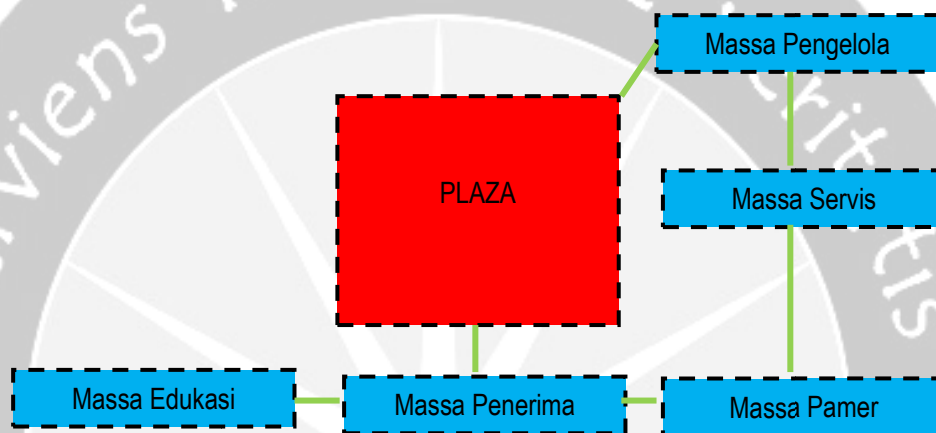 Massa Pengelola
PLAZA
Massa Servis
Massa Edukasi
Massa Penerima
Massa Pamer